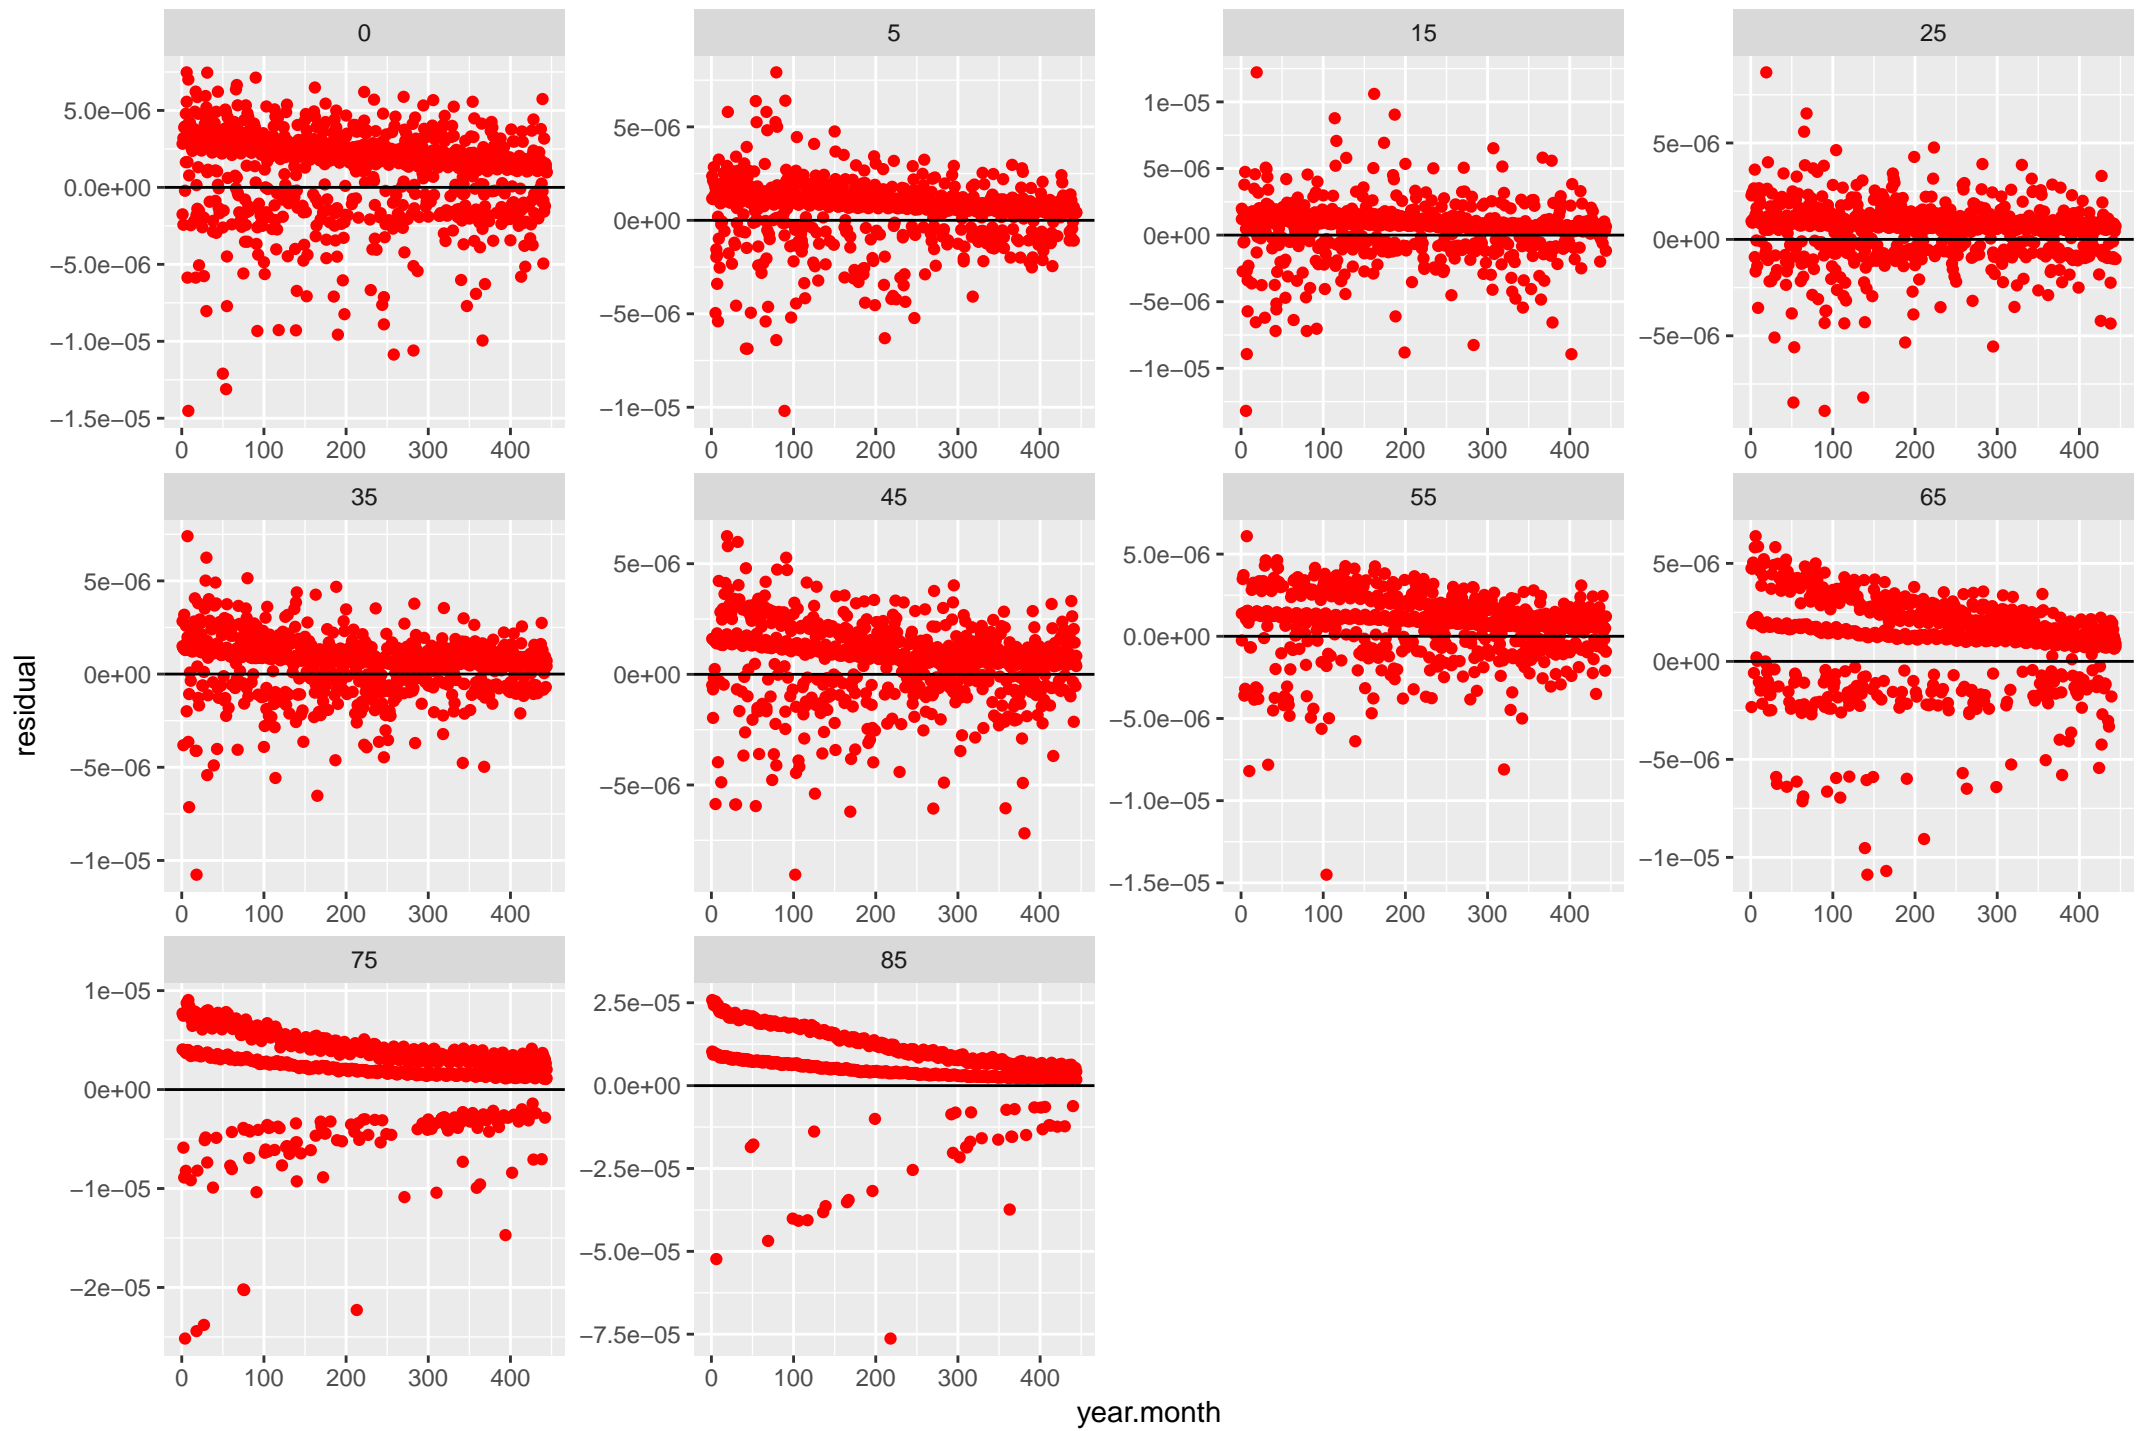 0 5 15 25
5.0e−06
0.0e+00
−5.0e−06
−1.0e−05
−1.5e−05
5e−06
0e+00
−5e−06
−1e−05
1e−05
5e−06
0e+00
−5e−06
−1e−05
5e−06
0e+00
−5e−06
0 100 200 300 400 0 100 200 300 400 0 100 200 300 400 0 100 200 300 400
35 45 55 65
5e−06
0e+00
−5e−06
−1e−05
5e−06
0e+00
−5e−06
5.0e−06
0.0e+00
−5.0e−06
−1.0e−05
−1.5e−05
5e−06
0e+00
−5e−06
−1e−05
0 100 200 300 400 0 100 200 300 400 0 100 200 300 400 0 100 200 300 400
residual
75 85
1e−05
0e+00
−1e−05
−2e−05
2.5e−05
0.0e+00
−2.5e−05
−5.0e−05
−7.5e−05
0 100 200 300 400 0 100 200 300 400
year.month